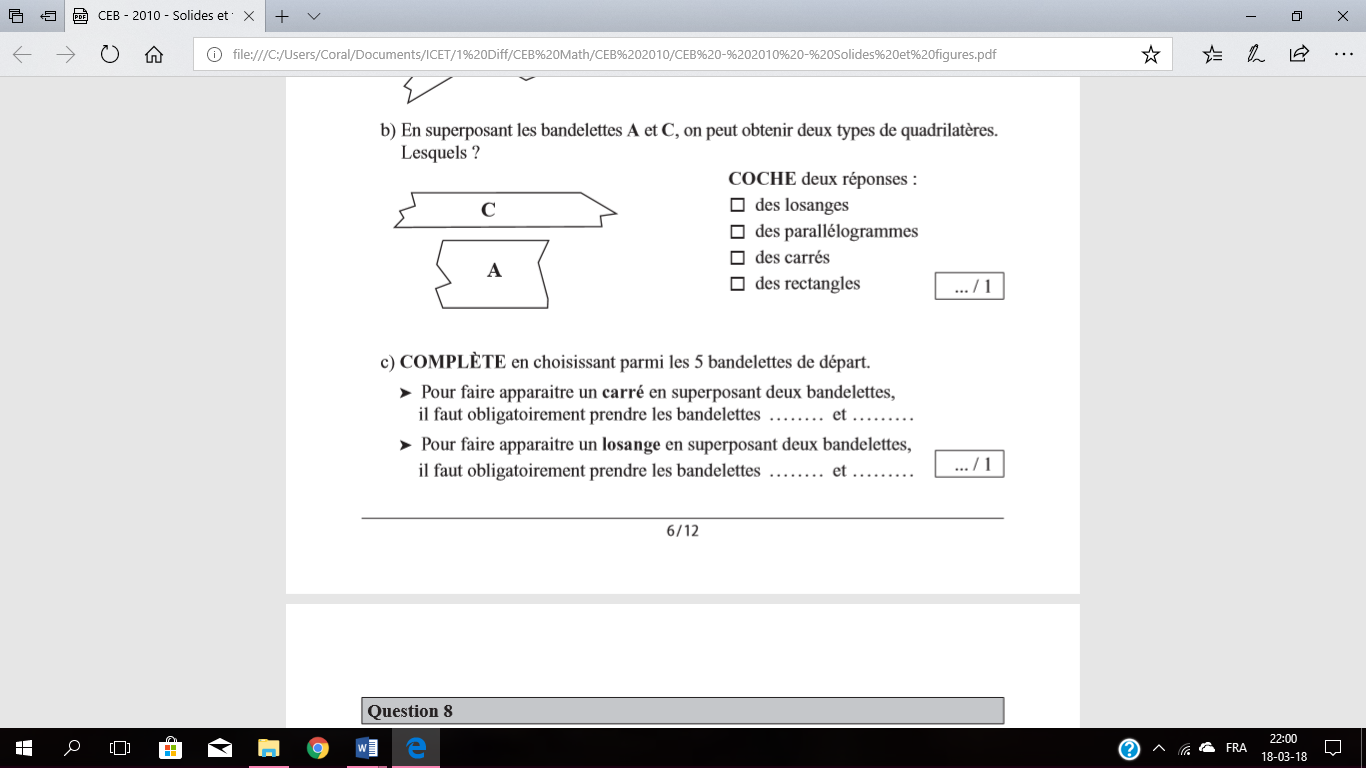 CEB - 2010 - Solides et
file:///C:/Users/Coral/Documents/ICET/1%20Diff/CEB%20Math/CEB%202010/CEB%20-%202010%20-%20Solides%20et%20figures.pdf
b) En superposant les bandelettes A et C, on peut obtenir deux types de quadrilatères.
Lesquels ?
COCHE deux réponses :
des losanges
des parallélogrammes
des carrés
des rectangles
... / 1
C
A
c) COMPLÈTE en choisissant parmi les 5 bandelettes de départ.
➤ Pour faire apparaitre un carré en superposant deux bandelettes,
il faut obligatoirement prendre les bandelettes ........ et .........
➤ Pour faire apparaitre un losange en superposant deux bandelettes,
il faut obligatoirement prendre les bandelettes ........ et .........
... / 1
6/12
Question 8
FRA
22:00
18-03-18